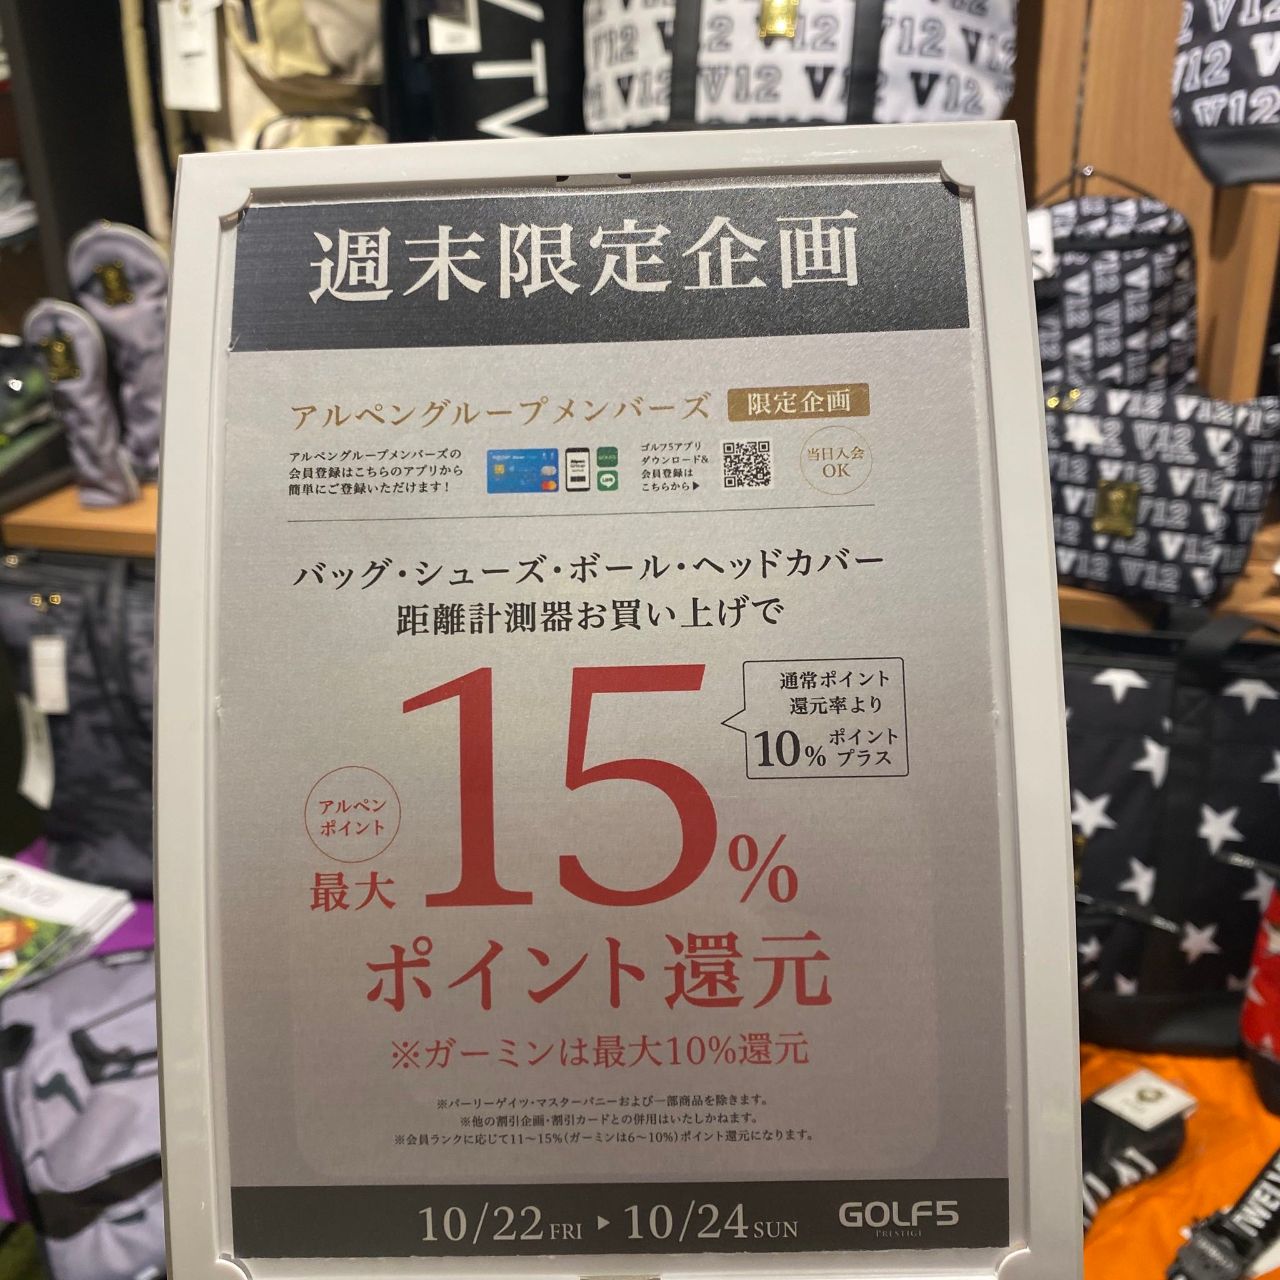 週末限定企画
アルペングループメンバーズ 限定企画
アルペングループメンバーズの
会員登録はこちらのアプリから
簡単にご登録いただけます!
ゴルフ5アプリ
ダウンロード&
会員登録は
こちらから▶
当日入会
OK
バッグ・シューズ・ボール・ヘッドカバー
距離計測器お買い上げで
アルペン
ポイント
最大 15%
通常ポイント
還元率より
10% ポイント
プラス
ポイント還元
※ガーミンは最大10%還元
※パーリーゲイツ・マスターバニーおよび一部商品を除きます。
※他の割引企画・割引カードとの併用はいたしかねます。
※会員ランクに応じて11〜15%(ガーミンは6〜10%)ポイント還元になります。
10/22 FRI ▶ 10/24 SUN
GOLF5
PRESTIGE
V12